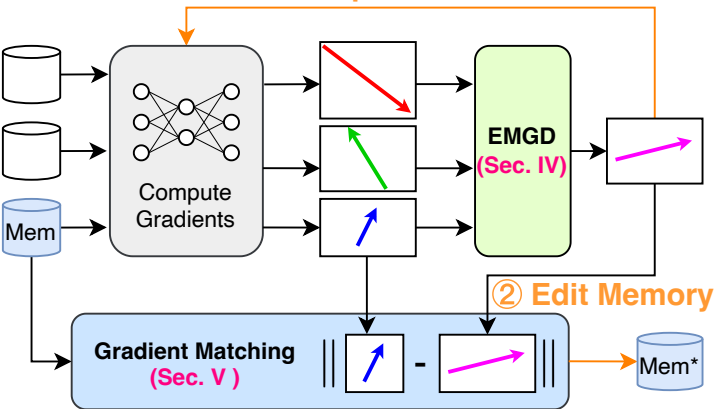 Compute
Gradients
EMGD
(Sec. IV)
Mem
② Edit Memory
Gradient Matching
(Sec. V )
-
Mem*